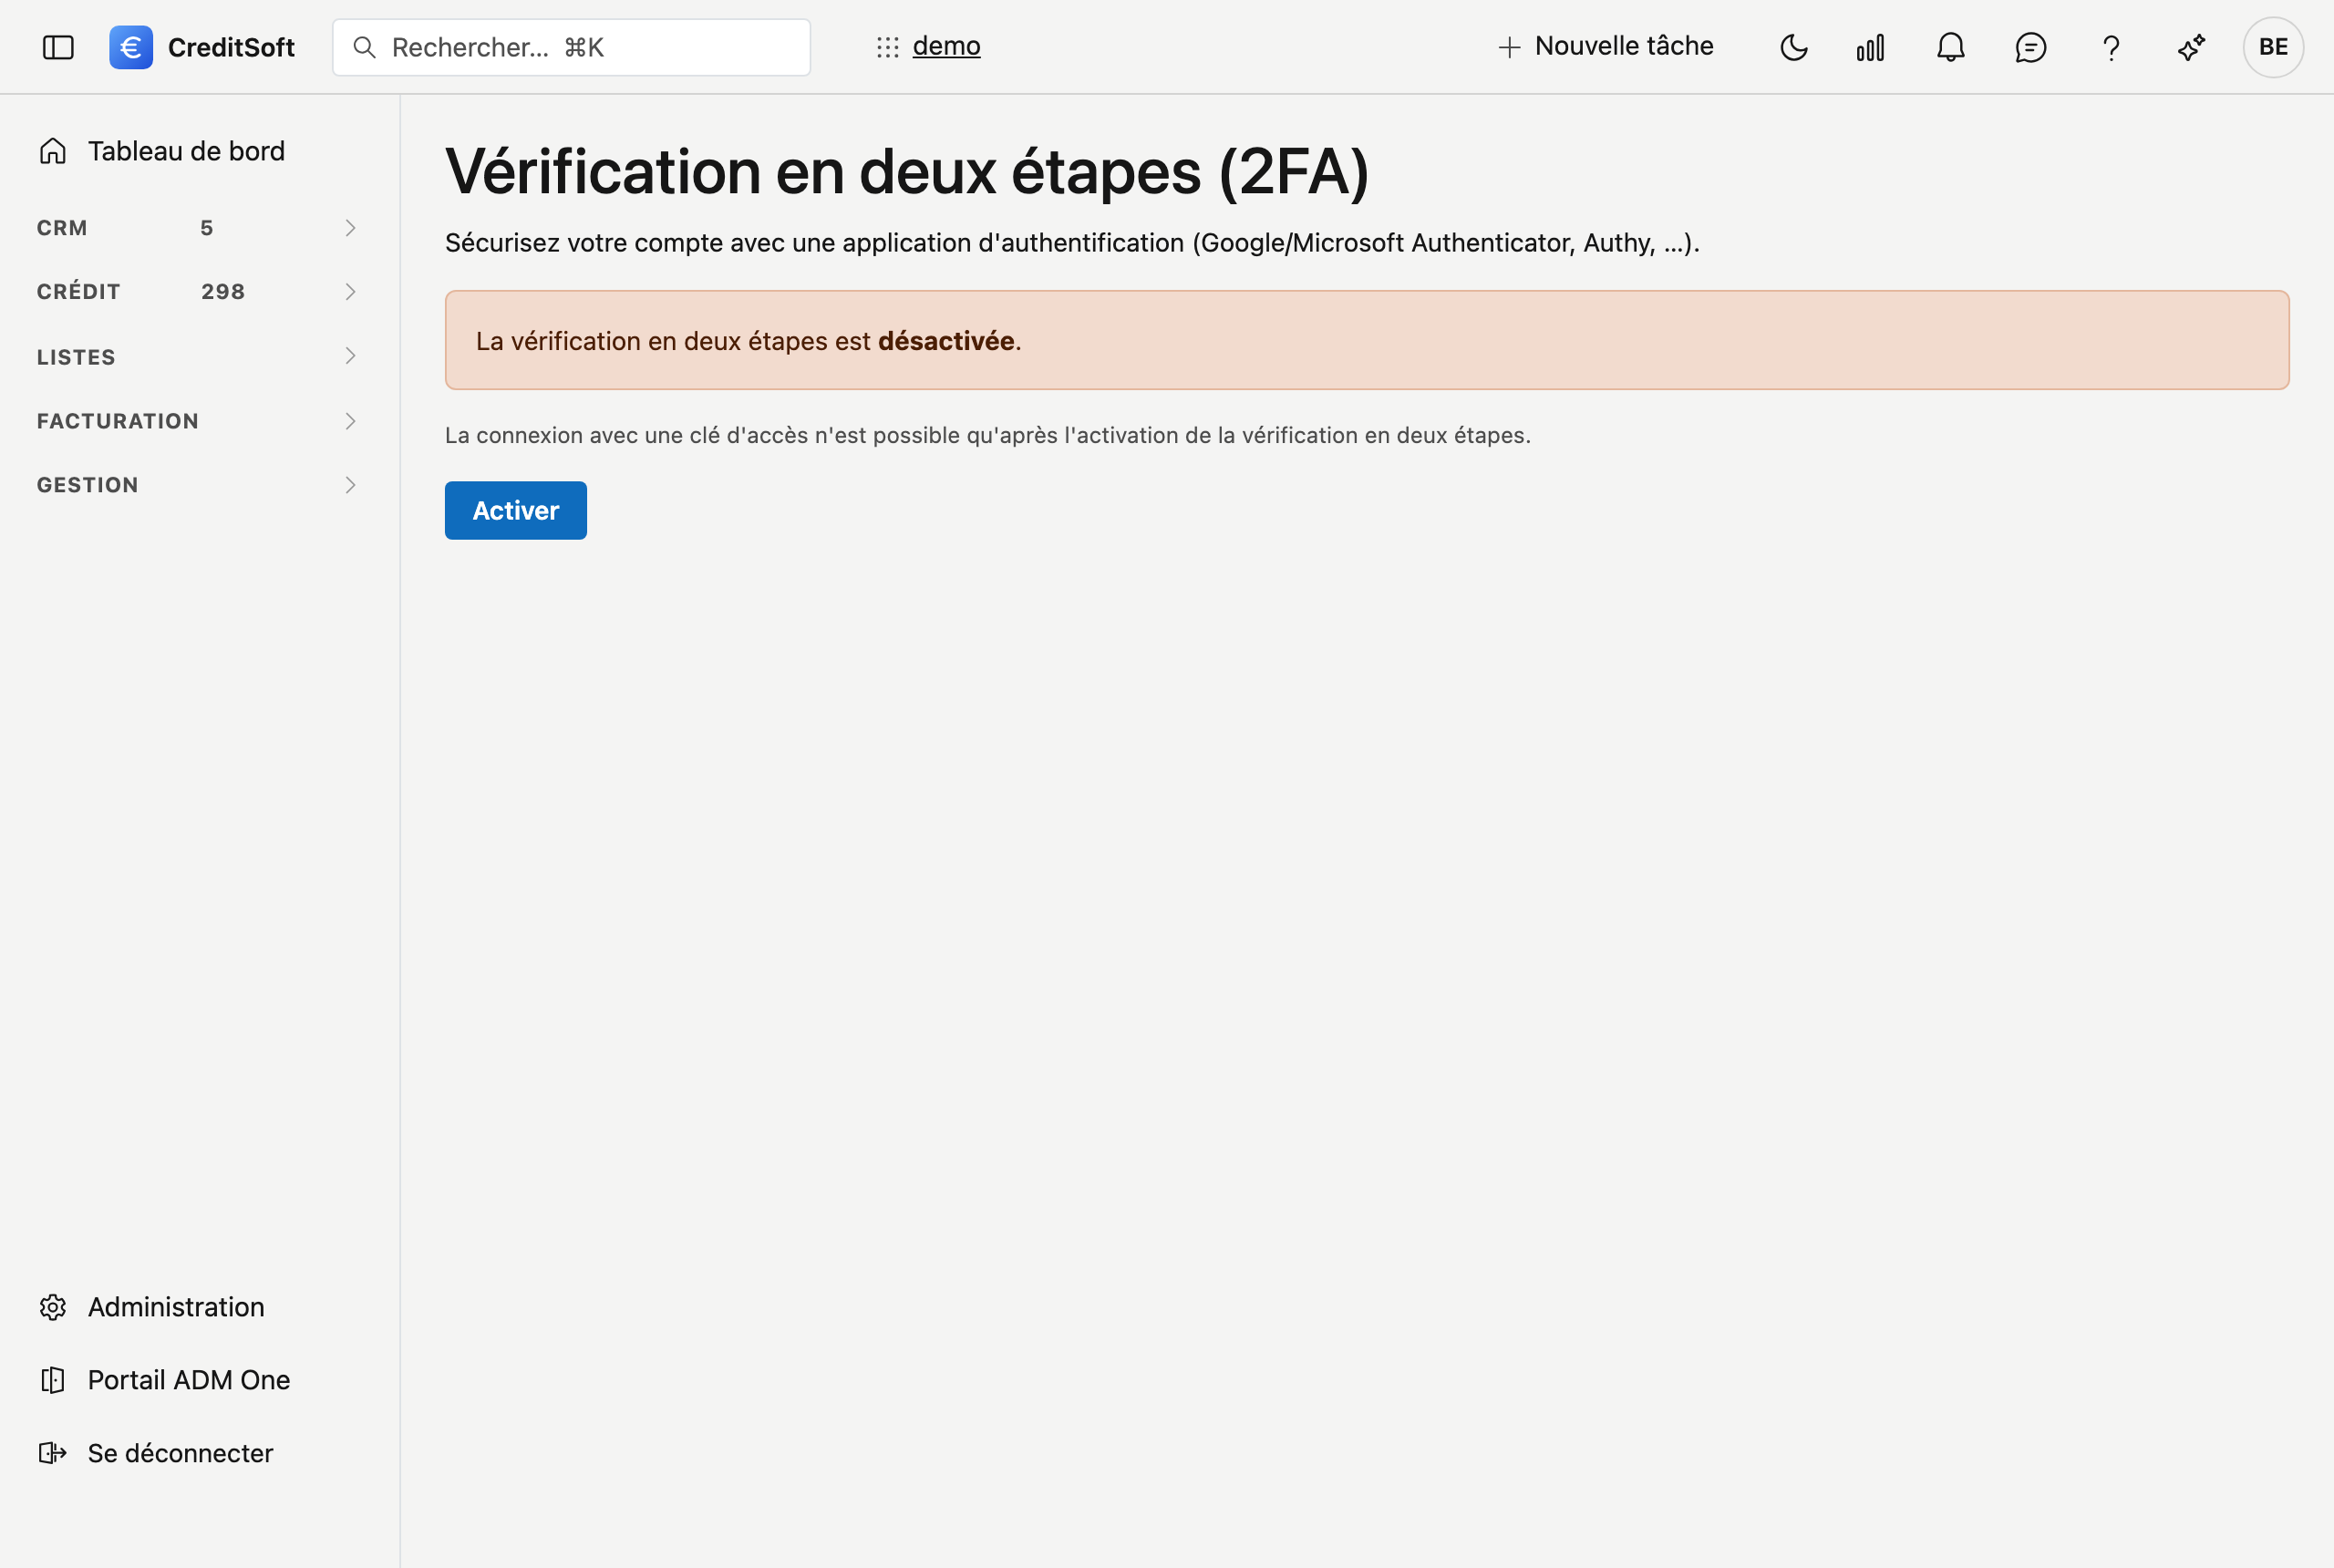 CreditSoft
Rechercher... ⌘K
demo
Nouvelle tâche
BE
Tableau de bord
CRM 5
CRÉDIT 298
LISTES
FACTURATION
GESTION
Administration
Portail ADM One
Se déconnecter
Vérification en deux étapes (2FA)
Sécurisez votre compte avec une application d'authentification (Google/Microsoft Authenticator, Authy, ...).
La vérification en deux étapes est désactivée.
La connexion avec une clé d'accès n'est possible qu'après l'activation de la vérification en deux étapes.
Activer